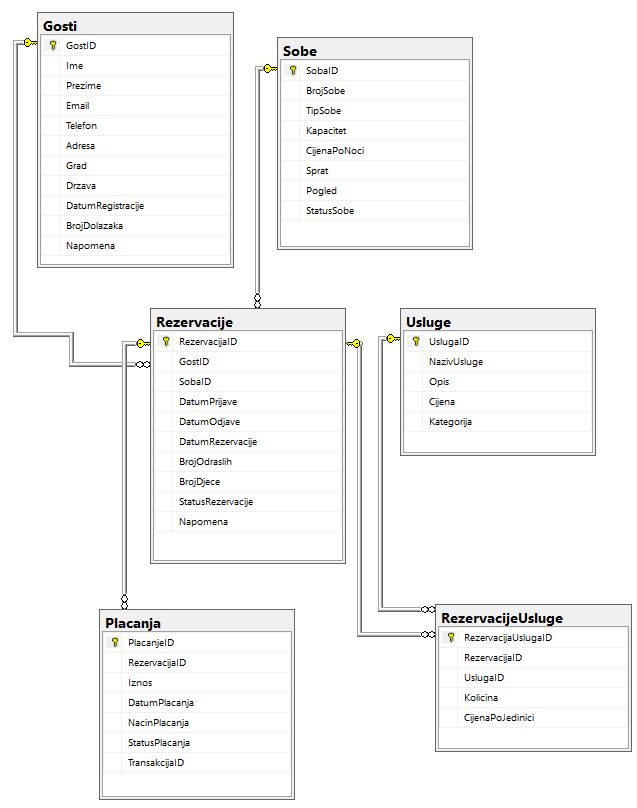 Gosti
GostID
Ime
Prezime
Email
Telefon
Adresa
Grad
Drzava
DatumRegistracije
BrojDolazaka
Napomena
Sobe
SobaID
BrojSobe
TipSobe
Kapacitet
CijenaPoNoci
Sprat
Pogled
StatusSobe
Rezervacije
RezervacijaID
GostID
SobaID
DatumPrijave
DatumOdjave
DatumRezervacije
BrojOdraslih
BrojDjece
StatusRezervacije
Napomena
Usluge
UslugaID
NazivUsluge
Opis
Cijena
Kategorija
Placanja
PlacanjeID
RezervacijaID
Iznos
DatumPlacanja
NacinPlacanja
StatusPlacanja
TransakcijaID
RezervacijeUsluge
RezervacijaUslugaID
RezervacijaID
UslugaID
Kolicina
CijenaPoJedinici